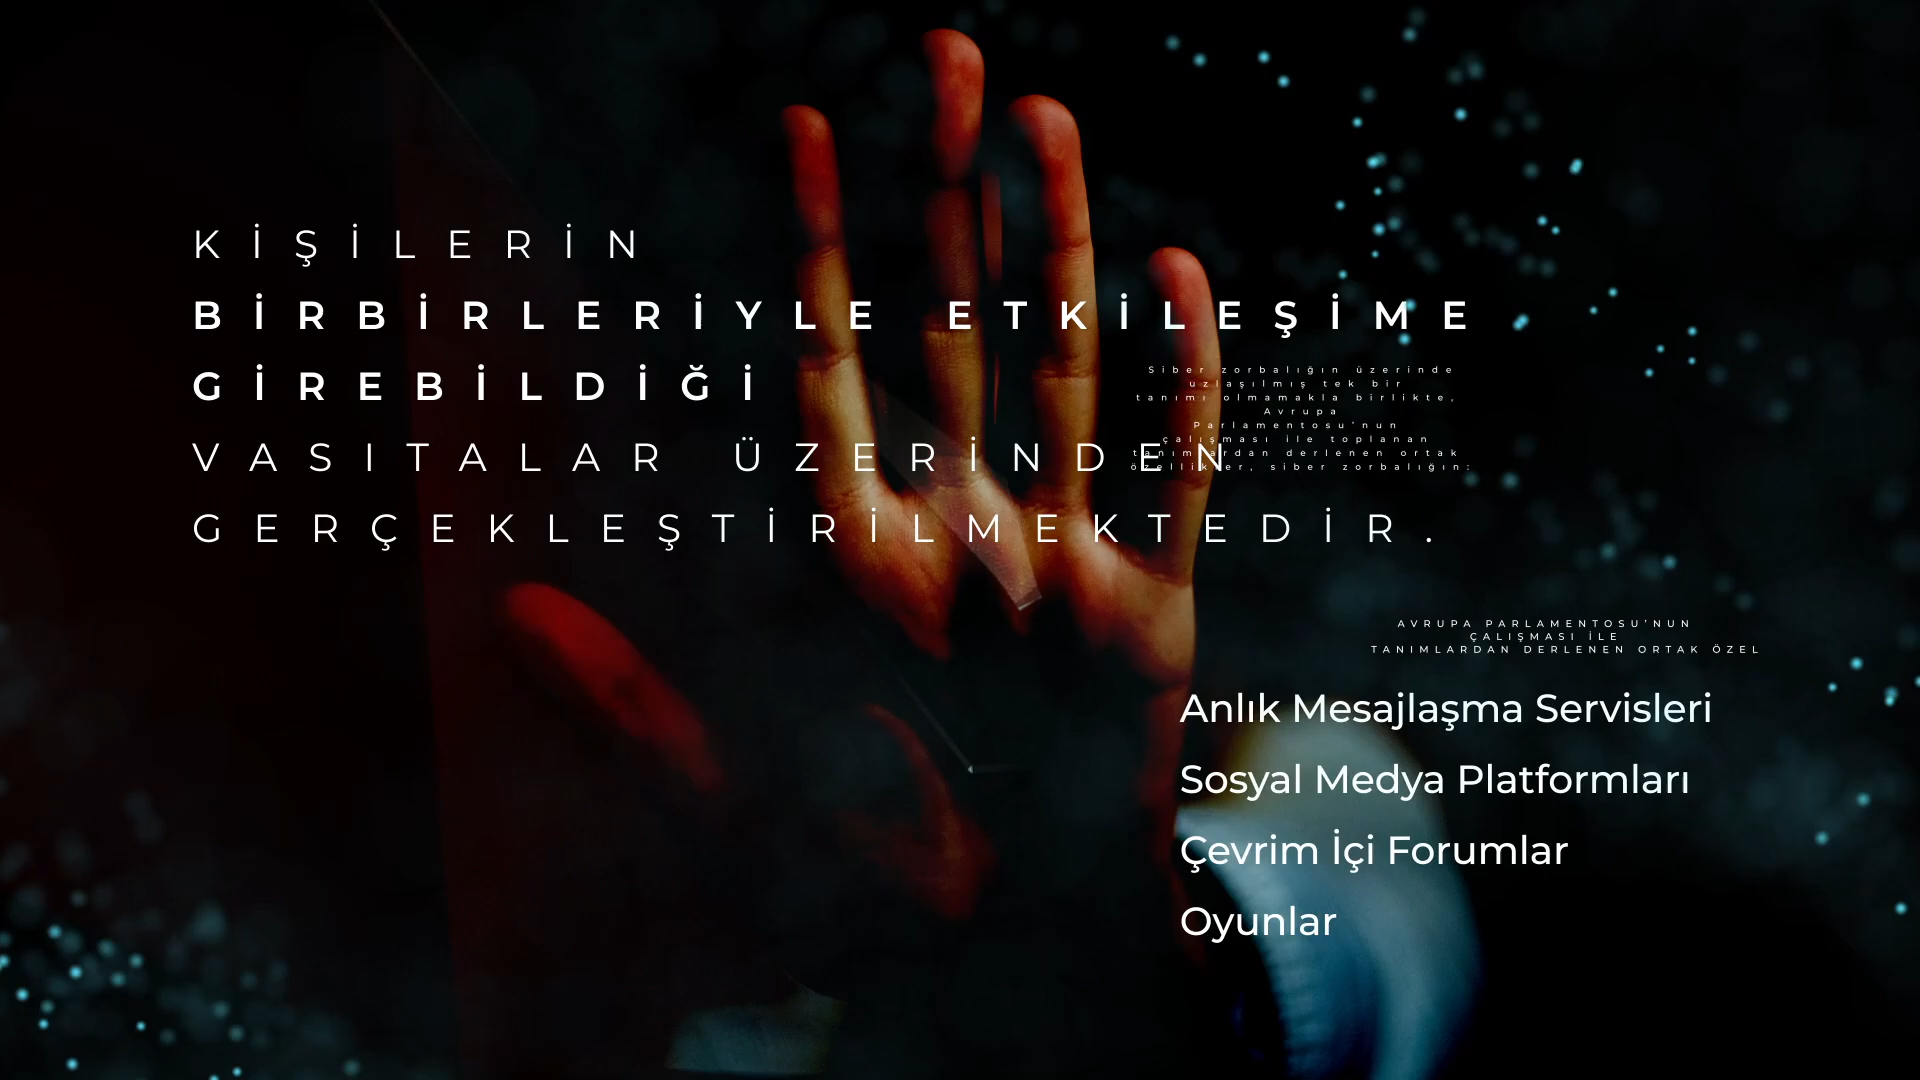 KİŞİLERİN
BİRBİRLERİYLE ETKİLEŞİME
GİREBİLDİĞİ
VASITALAR ÜZERİNDEN
GERÇEKLEŞTİRİLMEKTEDİR.
Siber zorbalığın üzerinde
uzlaşılmış tek bir
tanımı olmamakla birlikte,
Avrupa
Parlamentosu'nun
çalışması ile toplanan
tanımlardan derlenen ortak
özellikler, siber zorbalığın:
AVRUPA PARLAMENTOSU'NUN
ÇALIŞMASI İLE
TANIMLARDAN DERLENEN ORTAK ÖZEL
Anlık Mesajlaşma Servisleri
Sosyal Medya Platformları
Çevrim İçi Forumlar
Oyunlar